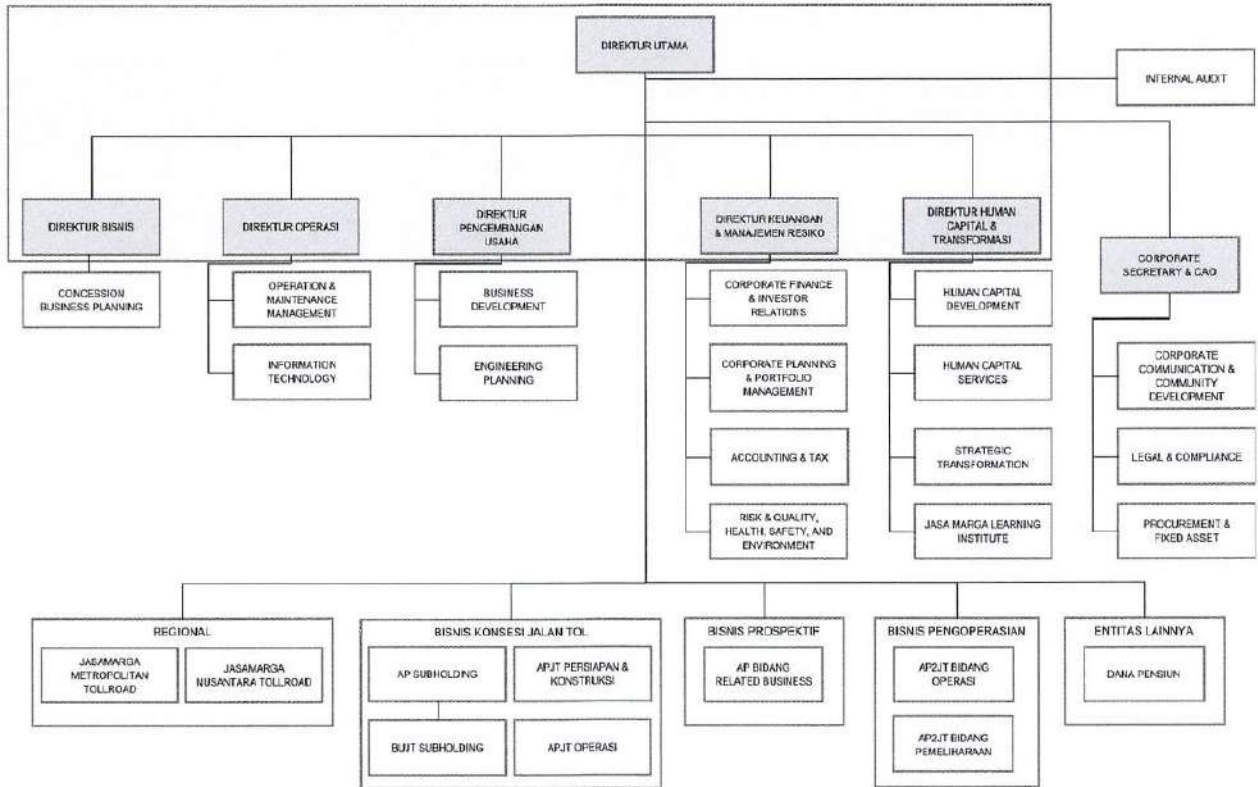 DIREKTUR UTAMA
INTERNAL AUDIT
DIREKTUR BISNIS
DIREKTUR OPERASI
DIREKTUR
PENGEMBANGAN
USAHA
DIREKTUR KEUANGAN
& MANAJEMEN RESIKO
DIREKTUR HUMAN
CAPITAL &
TRANSFORMASI
CORPORATE
SECRETARY & CAO
CONCESSION
BUSINESS PLANNING
OPERATION &
MAINTENANCE
MANAGEMENT
INFORMATION
TECHNOLOGY
BUSINESS
DEVELOPMENT
ENGINEERING
PLANNING
CORPORATE FINANCE
& INVESTOR
RELATIONS
CORPORATE PLANNING
& PORTFOLIO
MANAGEMENT
ACCOUNTING & TAX
RISK & QUALITY,
HEALTH, SAFETY, AND
ENVIRONMENT
HUMAN CAPITAL
DEVELOPMENT
HUMAN CAPITAL
SERVICES
STRATEGIC
TRANSFORMATION
JASA MARGA LEARNING
INSTITUTE
CORPORATE
COMMUNICATION &
COMMUNITY
DEVELOPMENT
LEGAL & COMPLIANCE
PROCUREMENT &
FIXED ASSET
REGIONAL
JASAMARGA
METROPOLITAN
TOLLROAD
JASAMARGA
NUSANTARA TOLLROAD
BISNIS KONSESI JALAN TOL
AP SUBHOLDING
APJT PERSIAPAN &
KONSTRUKSI
BUJT SUBHOLDING
APJT OPERASI
BISNIS PROSPEKTIF
AP BIDANG
RELATED BUSINESS
BISNIS PENGOPERASIAN
AP2JT BIDANG
OPERASI
AP2JT BIDANG
PEMELIHARAAN
ENTITAS LAINNYA
DANA PENSIUN